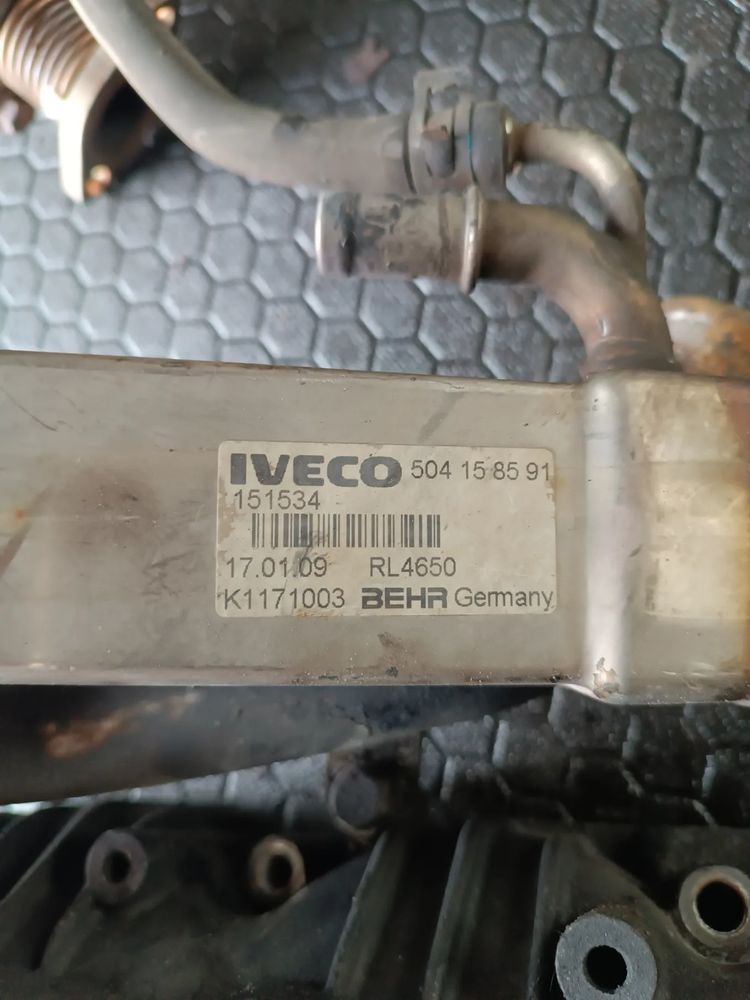 IVECO 504 15 85 91
151534
17.01.09 RL4650
K1171003 BEHR Germany